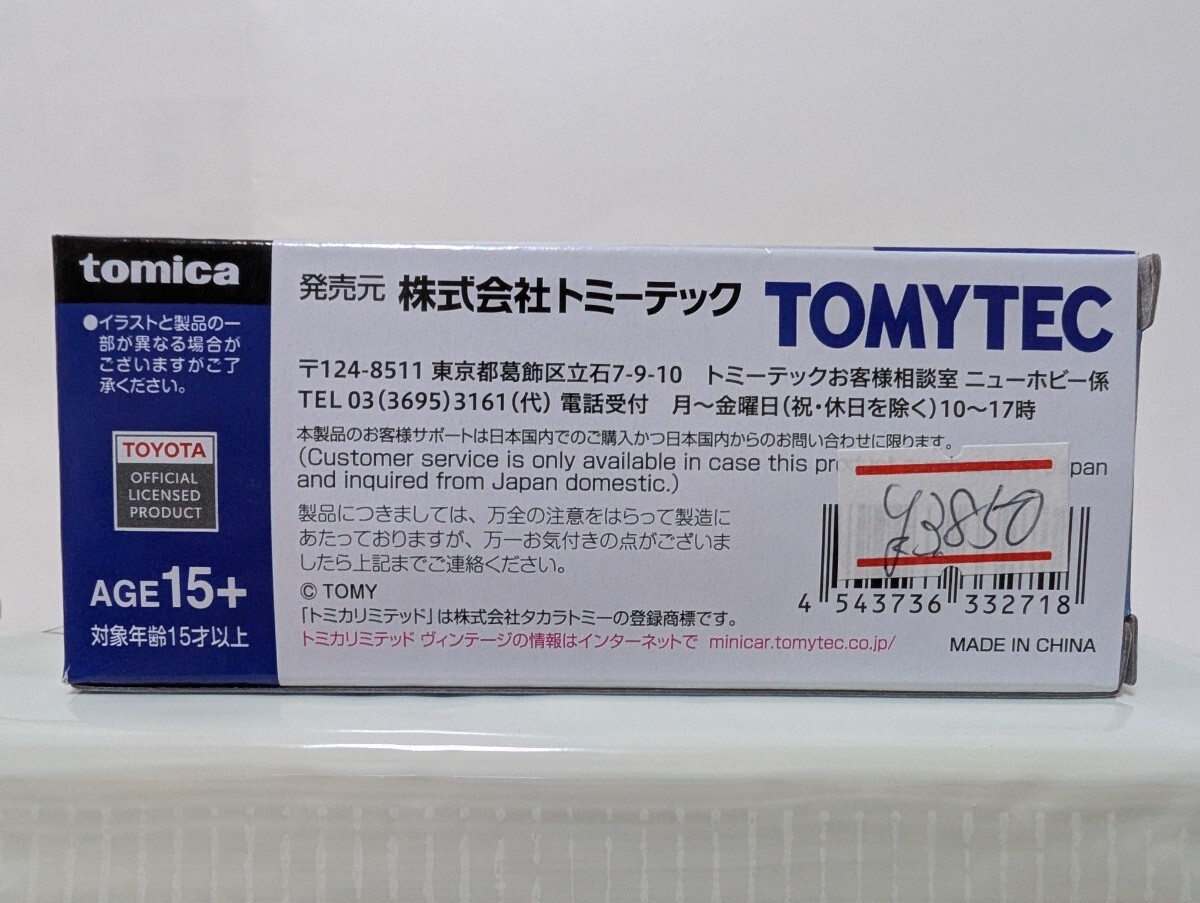 tomica
●イラストと製品の一
部が異なる場合が
ございますがご了
承ください。
TOYOTA
OFFICIAL
LICENSED
PRODUCT
AGE 15+
対象年齢15才以上
発売元 株式会社トミーテック TOMYTEC
〒124-8511 東京都葛飾区立石7-9-10 トミーテックお客様相談室 ニューホビー係
TEL 03(3695)3161(代) 電話受付 月〜金曜日(祝・休日を除く)10〜17時
本製品のお客様サポートは日本国内でのご購入かつ日本国内からのお問い合わせに限ります。
(Customer service is only available in case this
and inquired from Japan domestic.)
製品につきましては、万全の注意をはらって製造に
あたっておりますが、万一お気付きの点がございま
したら上記までご連絡ください。
© TOMY
「トミカリミテッド」は株式会社タカラトミーの登録商標です。
トミカリミテッド ヴィンテージの情報はインターネットで minicar.tomytec.co.jp/
¥3850
4 543736 332718
MADE IN CHINA